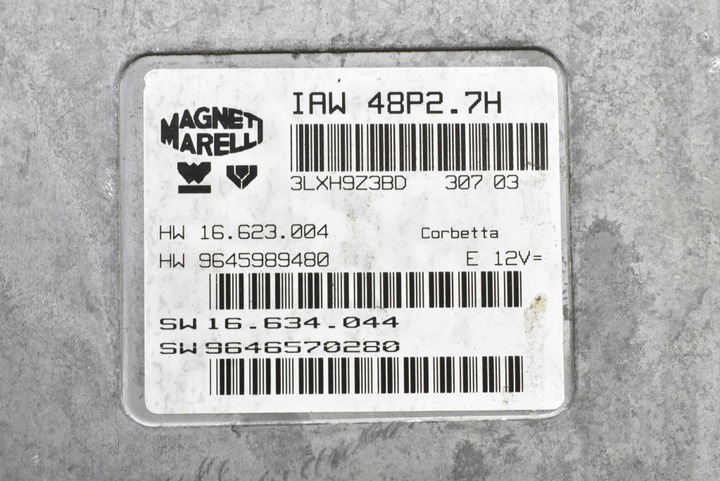 MAGNETI
MARELLI
IAW 48P2.7H
3LXH9Z3BD 307 03
HW 16.623.004 Corbetta
HW 9645989480 E 12V=
SW 16.634.044
SW 9646570280